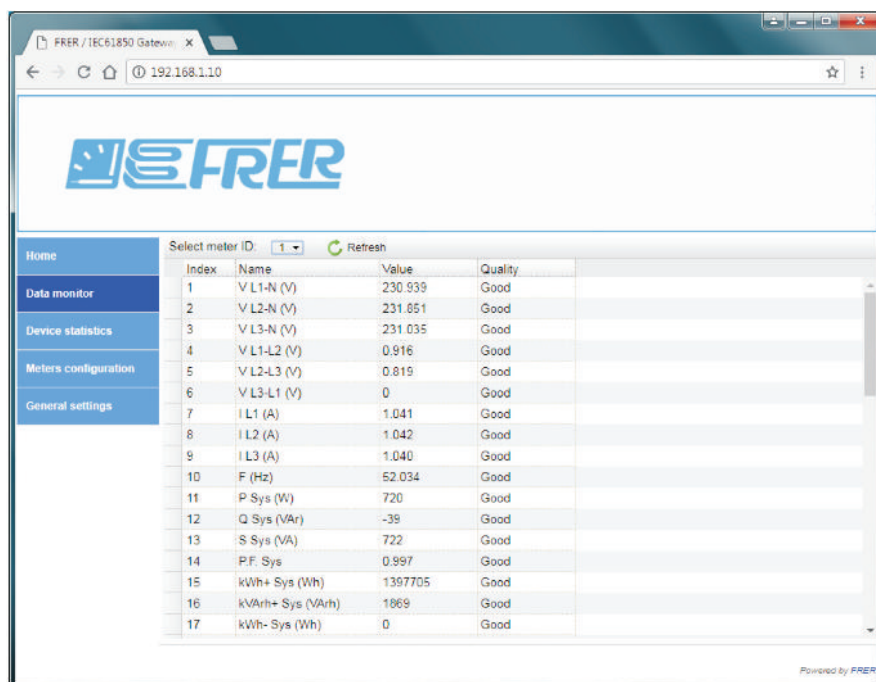 FRER / IEC61850 Gatewa
192.168.1.10
FRER
Select meter ID: 1 Refresh
Home
Data monitor
Device statistics
Meters configuration
General settings
Index Name Value Quality
1 V L1-N (V) 230.939 Good
2 V L2-N (V) 231.851 Good
3 V L3-N (V) 231.035 Good
4 V L1-L2 (V) 0.916 Good
5 V L2-L3 (V) 0.819 Good
6 V L3-L1 (V) 0 Good
7 I L1 (A) 1.041 Good
8 I L2 (A) 1.042 Good
9 I L3 (A) 1.040 Good
10 F (Hz) 52.034 Good
11 P Sys (W) 720 Good
12 Q Sys (VAr) -39 Good
13 S Sys (VA) 722 Good
14 P.F. Sys 0.997 Good
15 kWh+ Sys (Wh) 1397705 Good
16 kVArh+ Sys (VArh) 1869 Good
17 kWh- Sys (Wh) 0 Good
Powered by FRER